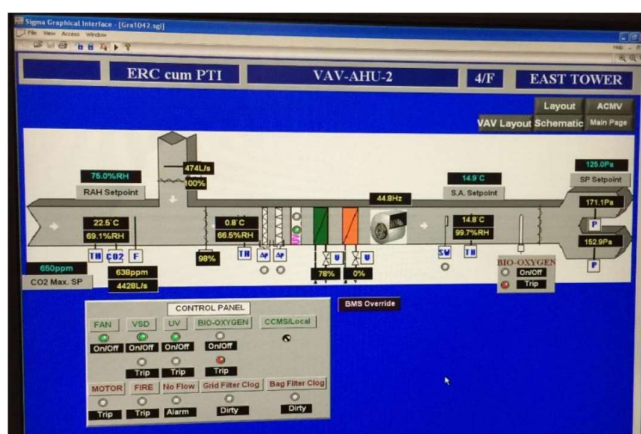 Sigma Graphical Interface - [Gra1042.sgi]
File View Access Window
ERC cum PTI
VAV-AHU-2
4/F
EAST TOWER
Layout
ACMV
VAV Layout
Schematic
Main Page
474L/s
100%
75.0%RH
RAH Setpoint
44.8Hz
14.9°C
S.A. Setpoint
125.0Pa
SP Setpoint
171.1Pa
22.5°C
69.1%RH
0.8°C
66.5%RH
14.8°C
99.7%RH
P
152.9Pa
TH
CO2
F
98%
TH
ΔP
ΔP
S
U
U
SW
TH
P
78%
0%
BIO-OXYGEN
On/Off
Trip
650ppm
CO2 Max. SP
638ppm
4428L/s
BMS Override
CONTROL PANEL
FAN
VSD
UV
BIO-OXYGEN
CCMS/Local
On/Off
On/Off
On/Off
On/Off
Trip
Trip
Trip
MOTOR
FIRE
No Flow
Grid Filter Clog
Bag Filter Clog
Trip
Trip
Alarm
Dirty
Dirty